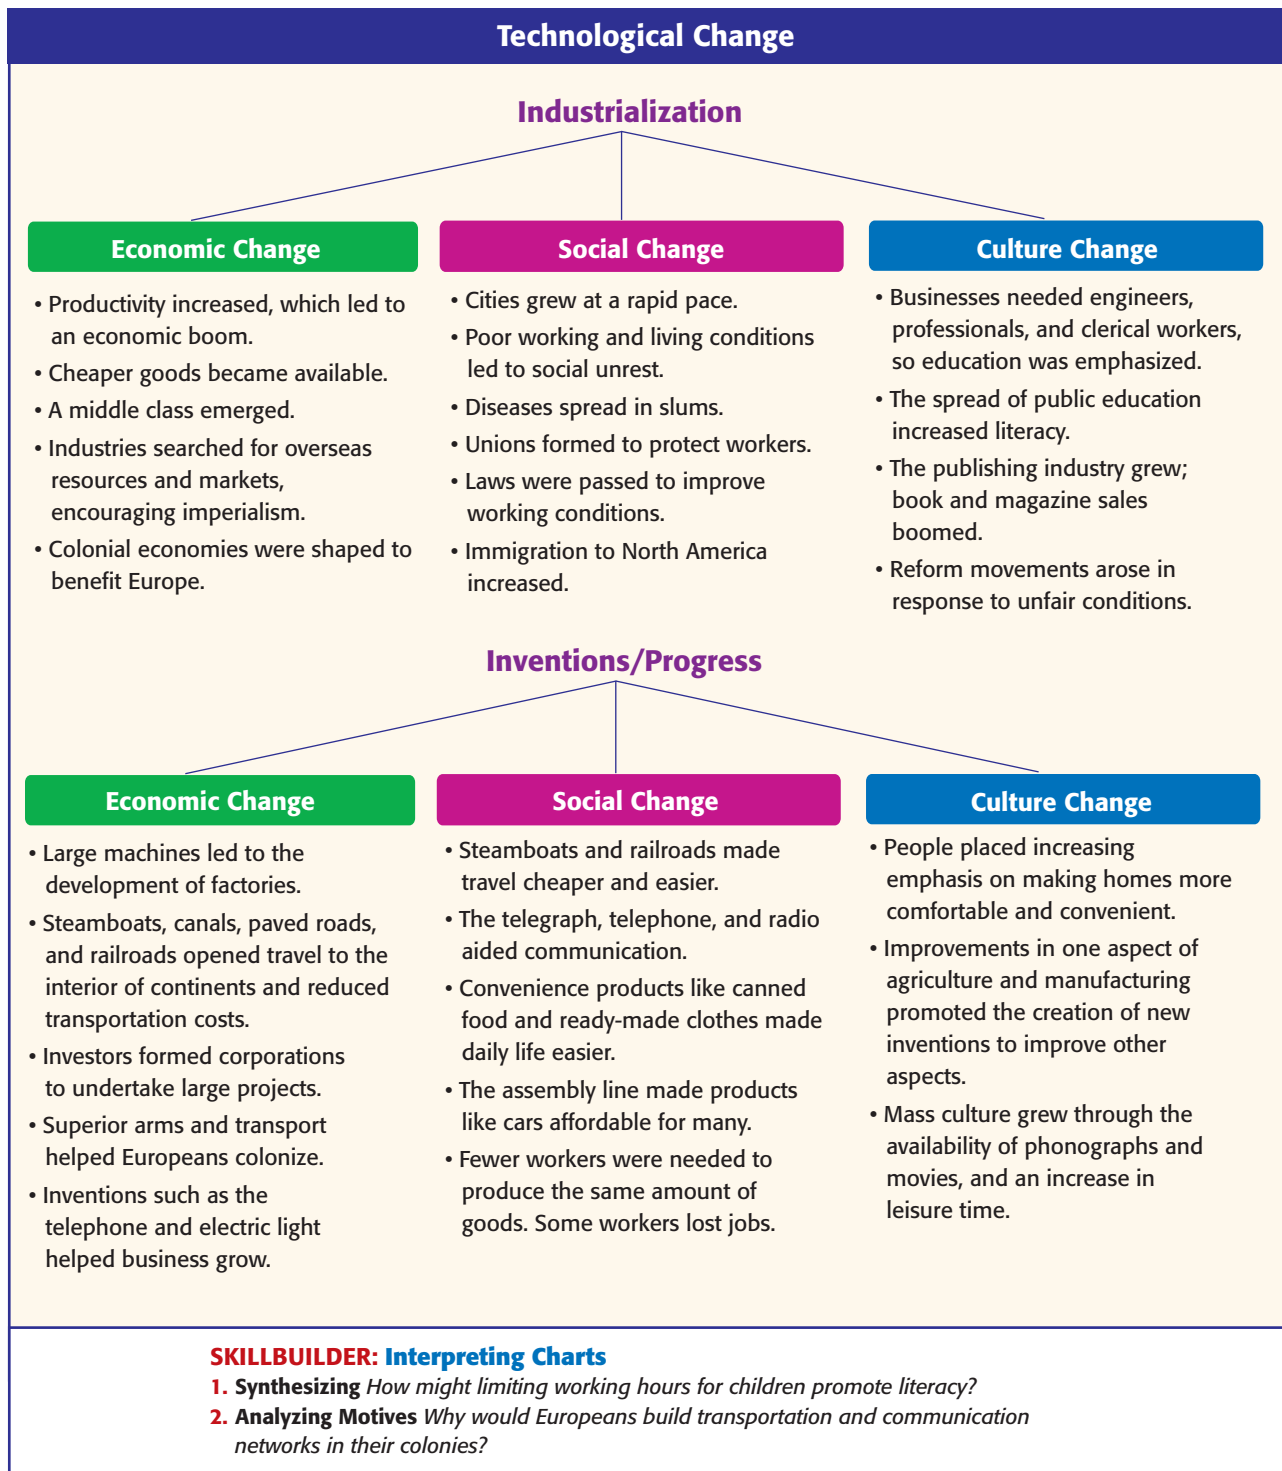 Technological Change
Industrialization
Economic Change
• Productivity increased, which led to
an economic boom.
• Cheaper goods became available.
• A middle class emerged.
• Industries searched for overseas
resources and markets,
encouraging imperialism.
• Colonial economies were shaped to
benefit Europe.
Social Change
• Cities grew at a rapid pace.
• Poor working and living conditions
led to social unrest.
• Diseases spread in slums.
• Unions formed to protect workers.
• Laws were passed to improve
working conditions.
• Immigration to North America
increased.
Culture Change
• Businesses needed engineers,
professionals, and clerical workers,
so education was emphasized.
• The spread of public education
increased literacy.
• The publishing industry grew;
book and magazine sales
boomed.
• Reform movements arose in
response to unfair conditions.
Inventions/Progress
Economic Change
• Large machines led to the
development of factories.
• Steamboats, canals, paved roads,
and railroads opened travel to the
interior of continents and reduced
transportation costs.
• Investors formed corporations
to undertake large projects.
• Superior arms and transport
helped Europeans colonize.
• Inventions such as the
telephone and electric light
helped business grow.
Social Change
• Steamboats and railroads made
travel cheaper and easier.
• The telegraph, telephone, and radio
aided communication.
• Convenience products like canned
food and ready-made clothes made
daily life easier.
• The assembly line made products
like cars affordable for many.
• Fewer workers were needed to
produce the same amount of
goods. Some workers lost jobs.
Culture Change
• People placed increasing
emphasis on making homes more
comfortable and convenient.
• Improvements in one aspect of
agriculture and manufacturing
promoted the creation of new
inventions to improve other
aspects.
• Mass culture grew through the
availability of phonographs and
movies, and an increase in
leisure time.
SKILLBUILDER: Interpreting Charts
1. Synthesizing How might limiting working hours for children promote literacy?
2. Analyzing Motives Why would Europeans build transportation and communication
networks in their colonies?